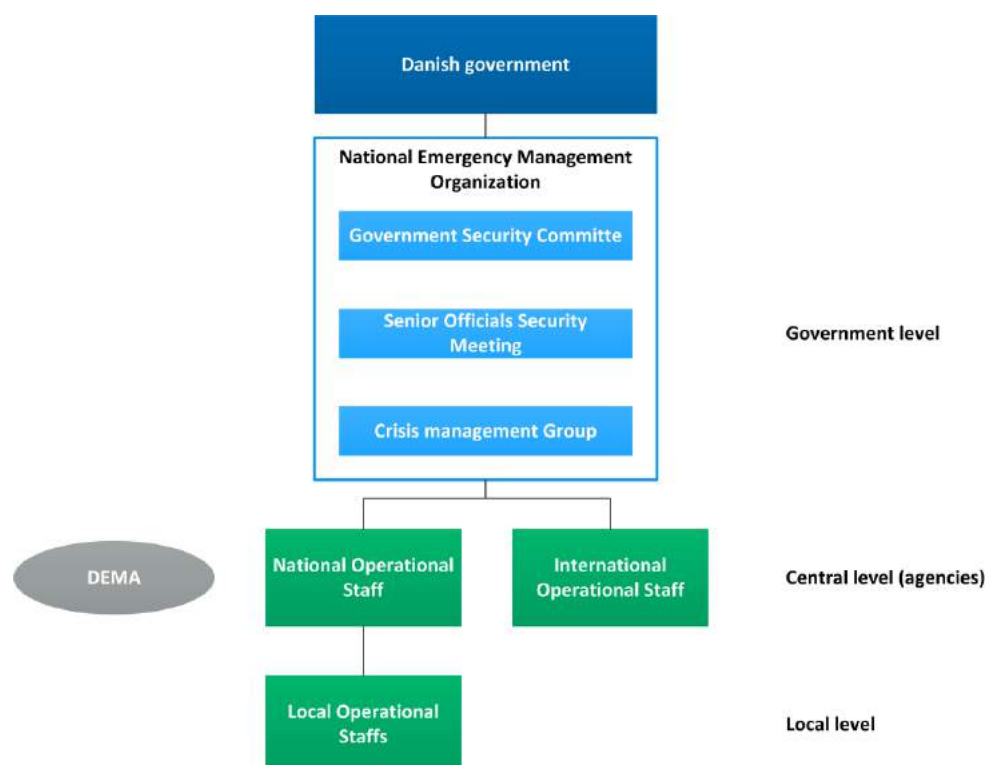 Danish government
National Emergency Management
Organization
Government Security Committe
Senior Officials Security
Meeting
Government level
Crisis management Group
DEMA
National Operational
Staff
International
Operational Staff
Central level (agencies)
Local Operational
Staffs
Local level